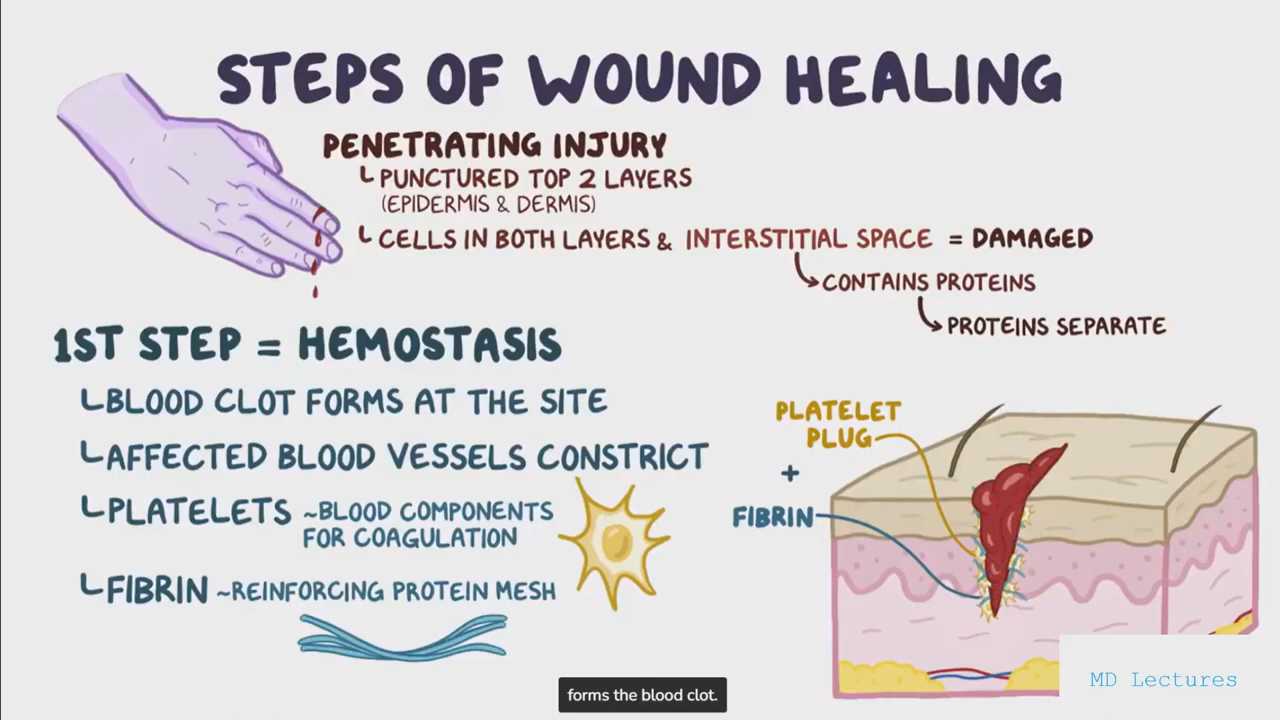 STEPS OF WOUND HEALING
PENETRATING INJURY
PUNCTURED TOP 2 LAYERS
(EPIDERMIS & DERMIS)
CELLS IN BOTH LAYERS & INTERSTITIAL SPACE = DAMAGED
CONTAINS PROTEINS
PROTEINS SEPARATE
1ST STEP = HEMOSTASIS
BLOOD CLOT FORMS AT THE SITE
AFFECTED BLOOD VESSELS CONSTRICT
PLATELETS ~BLOOD COMPONENTS
FOR COAGULATION
FIBRIN ~REINFORCING PROTEIN MESH
PLATELET
PLUG
+
FIBRIN
MD Lectures
forms the blood clot.